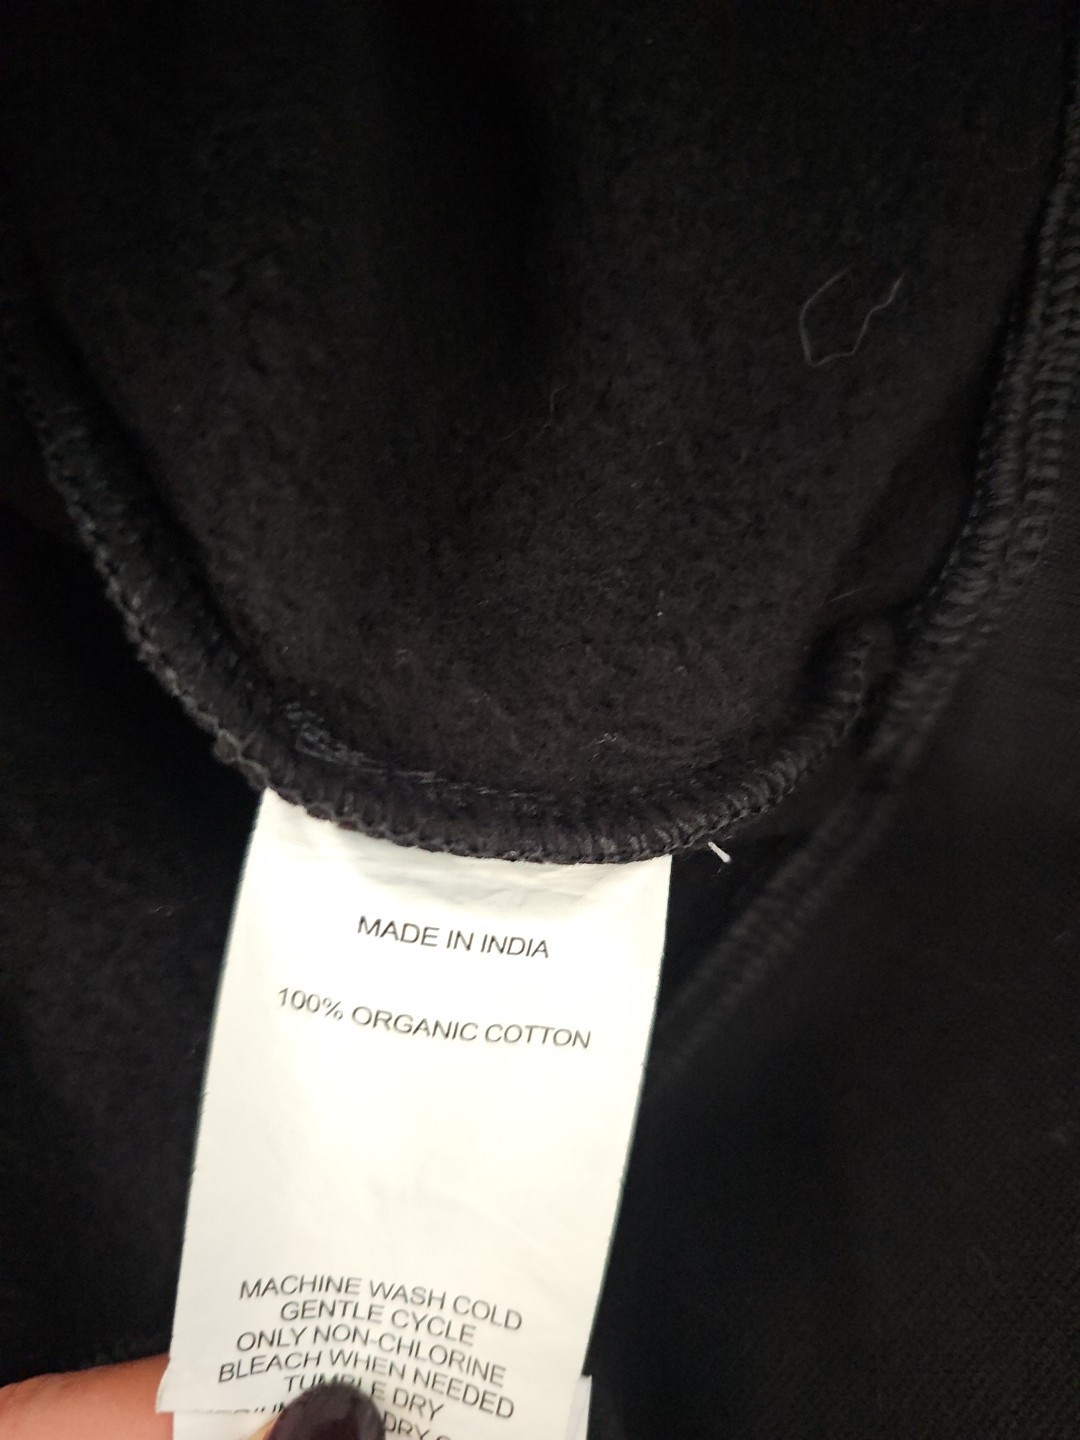 MADE IN INDIA
100% ORGANIC COTTON
MACHINE WASH COLD
GENTLE CYCLE
ONLY NON-CHLORINE
BLEACH WHEN NEEDED
TUMBLE DRY
DRY